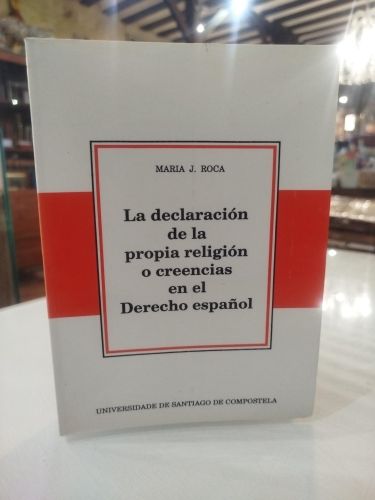 MARIA J. ROCA
La declaración
de la
propia religión
o creencias
en el
Derecho español
UNIVERSIDADE DE SANTIAGO DE COMPOSTELA